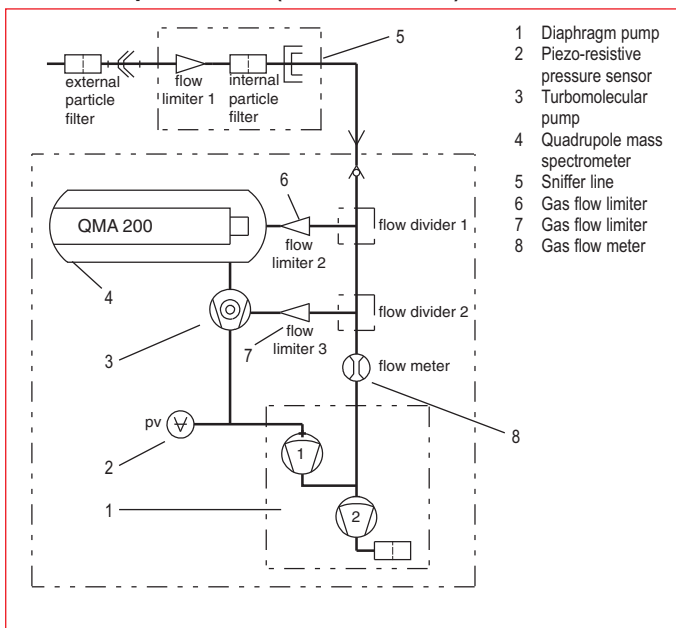 5
external
particle
filter
flow
limiter 1
internal
particle
filter
1 Diaphragm pump
2 Piezo-resistive
pressure sensor
3 Turbomolecular
pump
4 Quadrupole mass
spectrometer
5 Sniffer line
6 Gas flow limiter
7 Gas flow limiter
8 Gas flow meter
6
QMA 200
flow
limiter 2
flow divider 1
4
3
7
flow
limiter 3
flow divider 2
flow meter
8
pv
2
1
1
2